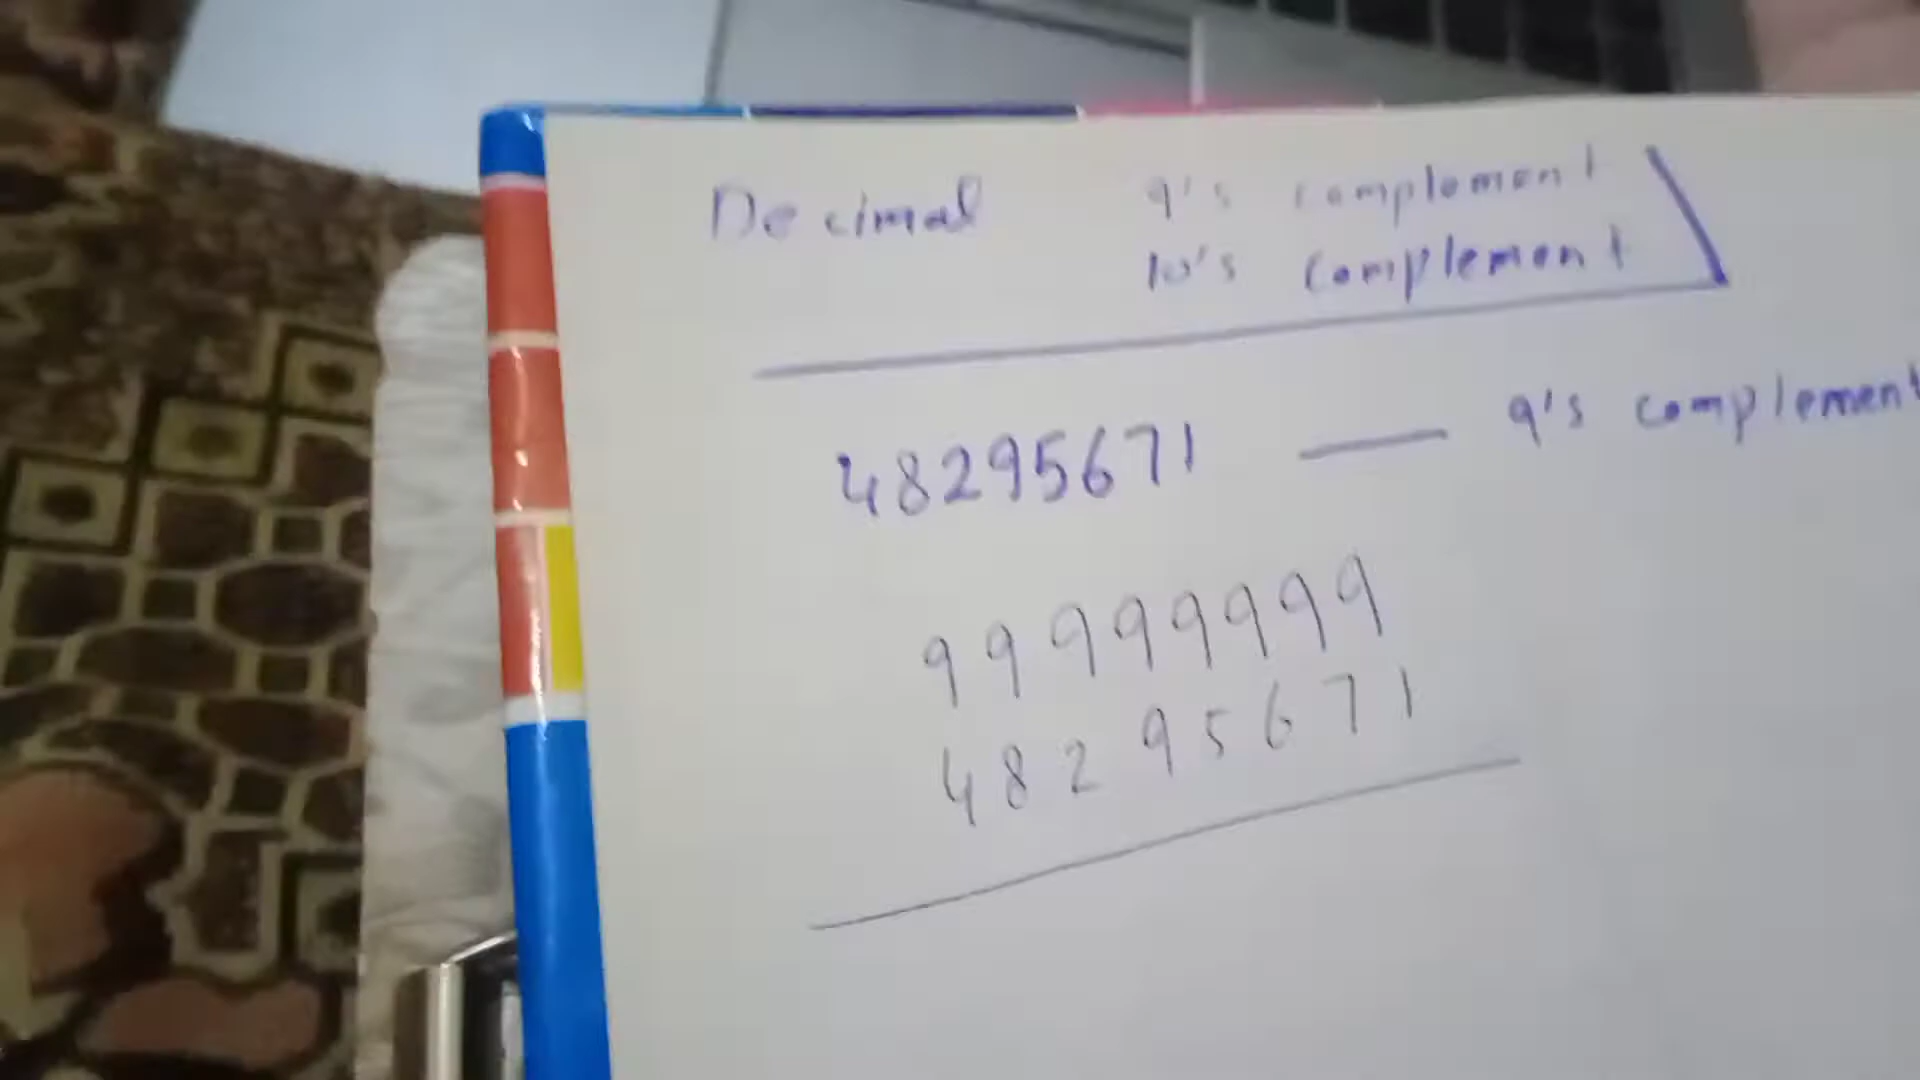 Decimal 9's complement
10's complement
48295671 — 9's complement
99999999
48295671